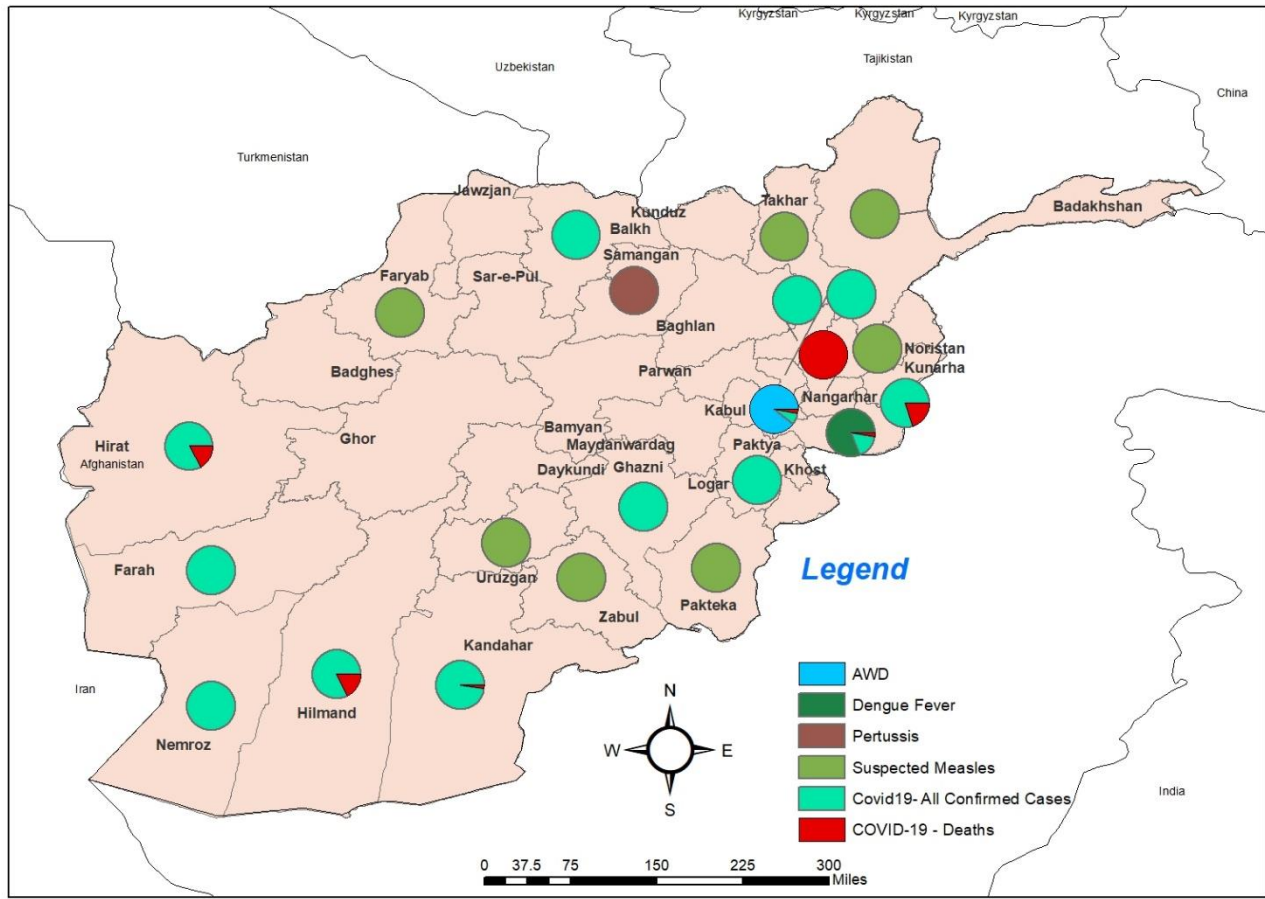 Kyrgyzstan
Kyrgyzstan
Kyrgyzstan
Uzbekistan
Tajikistan
China
Turkmenistan
Jawzjan
Kunduz
Takhar
Badakhshan
Balkh
Samangan
Faryab
Sar-e-Pul
Baghlan
Noristan
Kunarha
Badghes
Parwan
Kabul
Nangarhar
Hirat
Afghanistan
Ghor
Bamyan
Maydanwardag
Paktya
Daykundi
Ghazni
Khost
Logar
Farah
Uruzgan
Zabul
Pakteka
Kandahar
Iran
Hilmand
Nemroz
India
Legend
AWD
Dengue Fever
Pertussis
Suspected Measles
Covid19- All Confirmed Cases
COVID-19 - Deaths
N
W
E
S
0 37.5 75 150 225 300
Miles